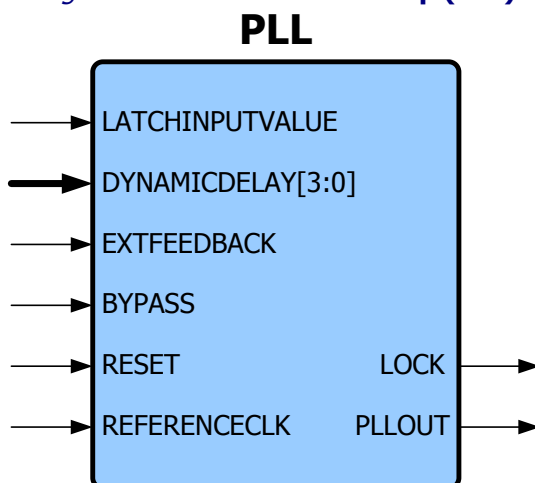 PLL
LATCHINPUTVALUE
DYNAMICDELAY[3:0]
EXTFEEDBACK
BYPASS
RESET LOCK
REFERENCECLK PLLOUT